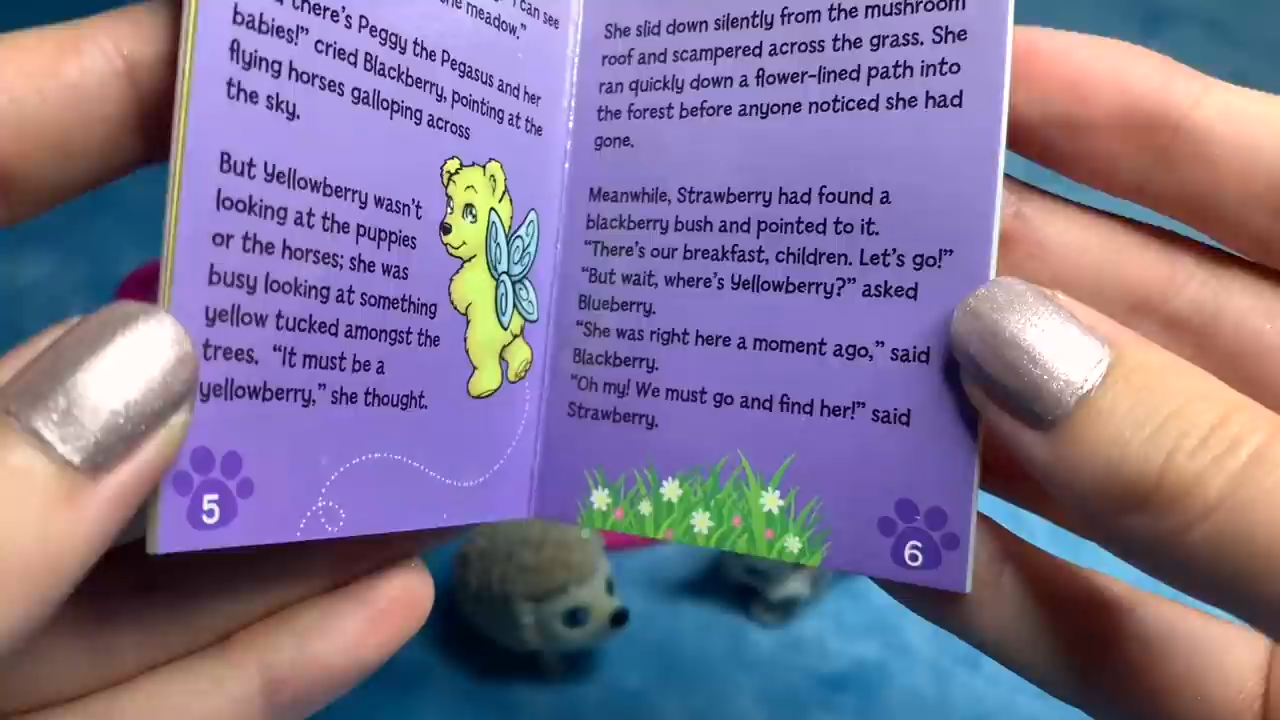 I can see
the meadow."
there's Peggy the Pegasus and her
babies!" cried Blackberry, pointing at the
flying horses galloping across
the sky.
But Yellowberry wasn't
looking at the puppies
or the horses; she was
busy looking at something
yellow tucked amongst the
trees. "It must be a
yellowberry," she thought.
5
She slid down silently from the mushroom
roof and scampered across the grass. She
ran quickly down a flower-lined path into
the forest before anyone noticed she had
gone.
Meanwhile, Strawberry had found a
blackberry bush and pointed to it.
"There's our breakfast, children. Let's go!"
"But wait, where's Yellowberry?" asked
Blueberry.
"She was right here a moment ago," said
Blackberry.
"Oh my! We must go and find her!" said
Strawberry.
6